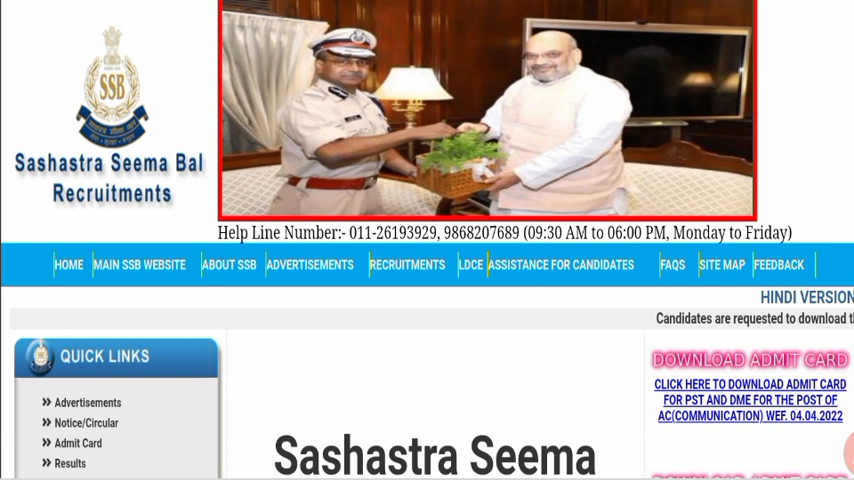 SSB
Sashastra Seema Bal
Recruitments
Help Line Number:- 011-26193929, 9868207689 (09:30 AM to 06:00 PM, Monday to Friday)
HOME MAIN SSB WEBSITE ABOUT SSB ADVERTISEMENTS RECRUITMENTS LDCE ASSISTANCE FOR CANDIDATES FAQS SITE MAP FEEDBACK
HINDI VERSION
Candidates are requested to download
QUICK LINKS
» Advertisements
» Notice/Circular
» Admit Card
» Results
Sashastra Seema
DOWNLOAD ADMIT CARD
CLICK HERE TO DOWNLOAD ADMIT CARD
FOR PST AND DME FOR THE POST OF
AC(COMMUNICATION) WEF. 04.04.2022